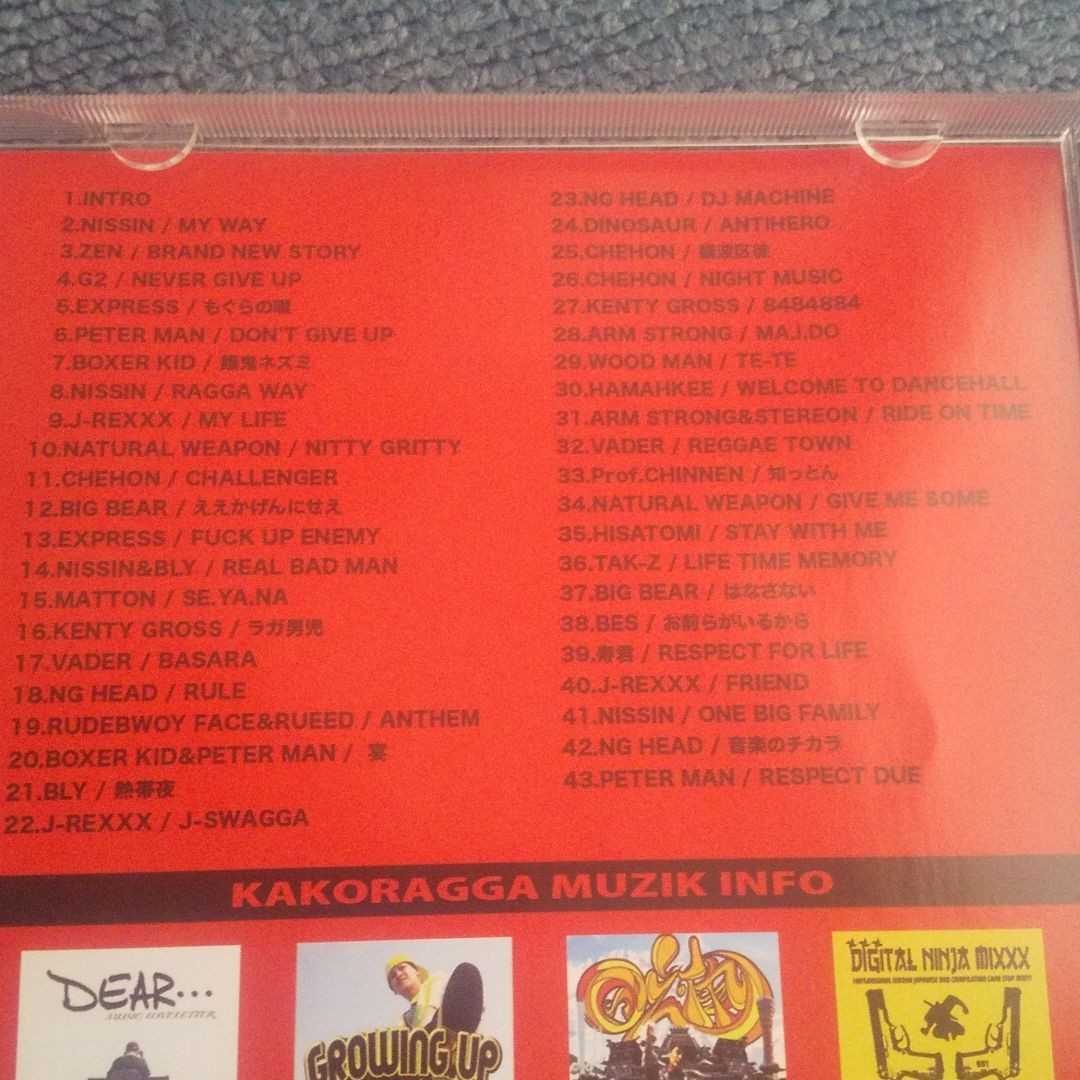 1.INTRO
2.NISSIN / MY WAY
3.ZEN / BRAND NEW STORY
4.G2 / NEVER GIVE UP
5.EXPRESS / もぐらの唄
6.PETER MAN / DON'T GIVE UP
7.BOXER KID / 餓鬼ネズミ
8.NISSIN / RAGGA WAY
9.J-REXXX / MY LIFE
10.NATURAL WEAPON / NITTY GRITTY
11.CHEHON / CHALLENGER
12.BIG BEAR / ええかげんにせえ
13.EXPRESS / FUCK UP ENEMY
14.NISSIN&BLY / REAL BAD MAN
15.MATTON / SE.YA.NA
16.KENTY GROSS / ラガ男児
17.VADER / BASARA
18.NG HEAD / RULE
19.RUDEBWOY FACE&RUEED / ANTHEM
20.BOXER KID&PETER MAN / 宴
21.BLY / 熱帯夜
22.J-REXXX / J-SWAGGA
23.NG HEAD / DJ MACHINE
24.DINOSAUR / ANTIHERO
25.CHEHON /
26.CHEHON / NIGHT MUSIC
27.KENTY GROSS / 8484884
28.ARM STRONG / MA.I.DO
29.WOOD MAN / TE-TE
30.HAMAHKEE / WELCOME TO DANCEHALL
31.ARM STRONG&STEREON / RIDE ON TIME
32.VADER / REGGAE TOWN
33.Prof.CHINNEN / 知っとん
34.NATURAL WEAPON / GIVE ME SOME
35.HISATOMI / STAY WITH ME
36.TAK-Z / LIFE TIME MEMORY
37.BIG BEAR / はなさない
38.BES / お前らがいるから
39.寿君 / RESPECT FOR LIFE
40.J-REXXX / FRIEND
41.NISSIN / ONE BIG FAMILY
42.NG HEAD / 音楽のチカラ
43.PETER MAN / RESPECT DUE
KAKORAGGA MUZIK INFO
DEAR...
MUSIC LOVELETTER
GROWING UP
DIGITAL NINJA MIXXX